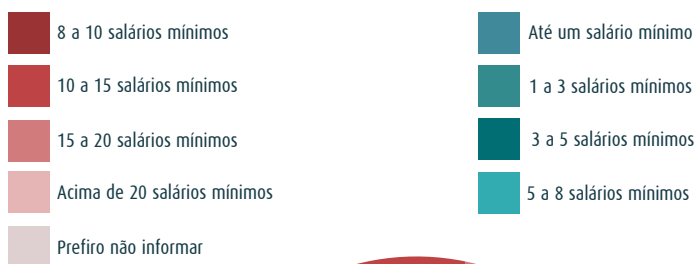 8 a 10 salários mínimos
10 a 15 salários mínimos
15 a 20 salários mínimos
Acima de 20 salários mínimos
Prefiro não informar
Até um salário mínimo
1 a 3 salários mínimos
3 a 5 salários mínimos
5 a 8 salários mínimos